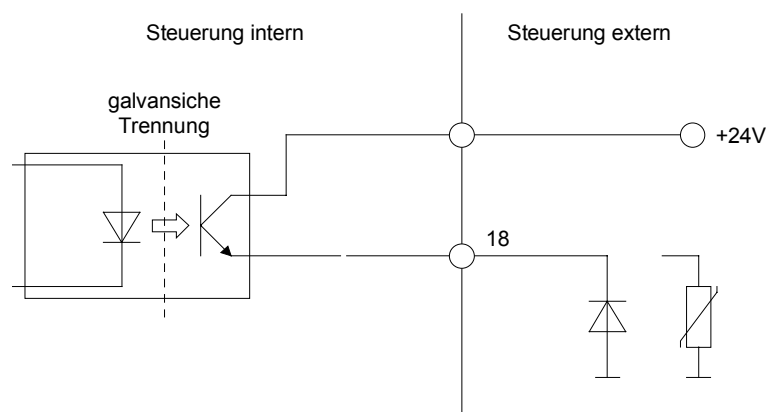 Steuerung intern
Steuerung extern
galvansiche
Trennung
+24V
18